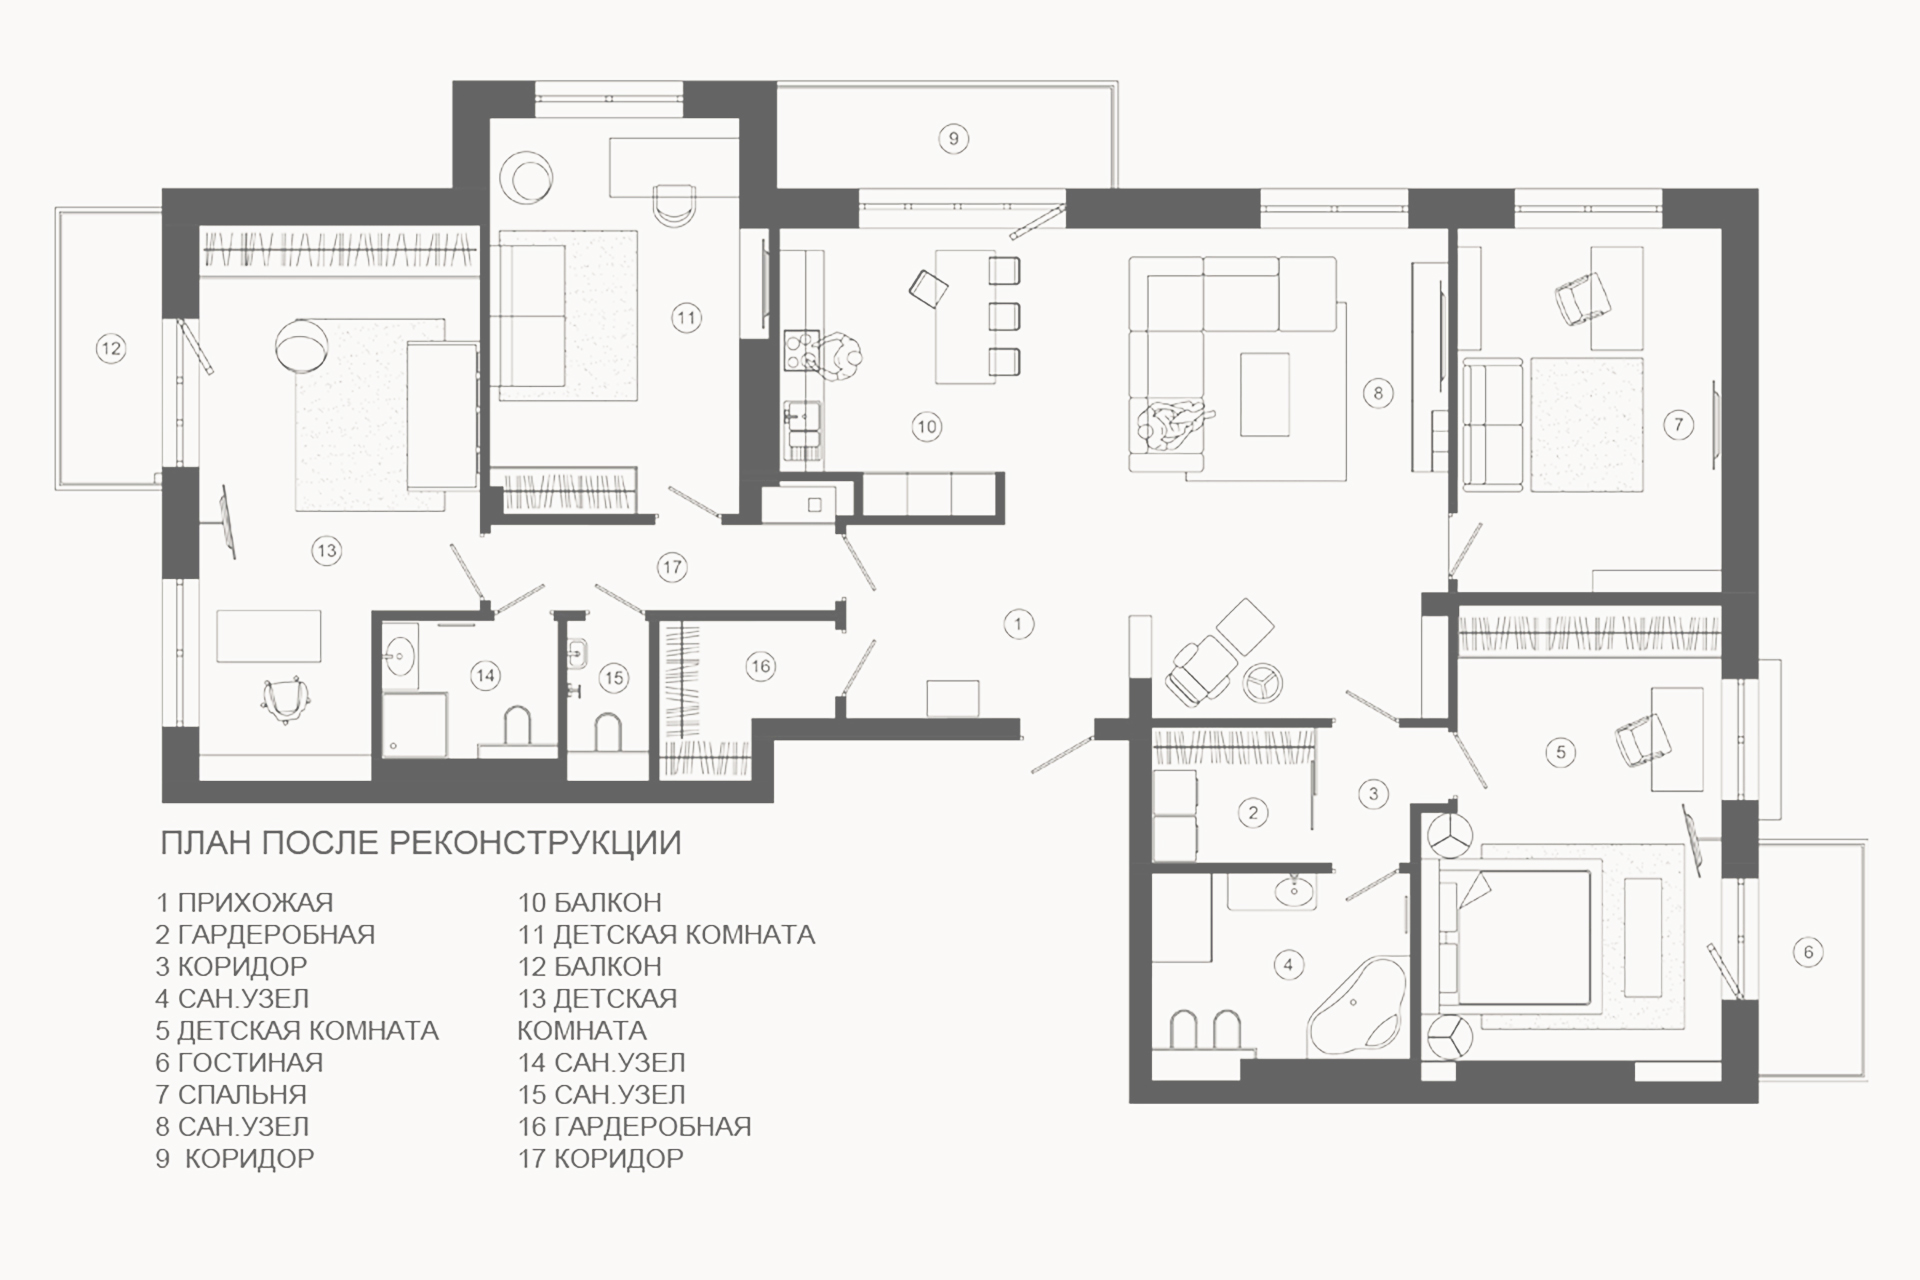 9
12
11
10
8
7
13
17
1
14
15
16
5
2
3
4
6
ПЛАН ПОСЛЕ РЕКОНСТРУКЦИИ
1 ПРИХОЖАЯ
2 ГАРДЕРОБНАЯ
3 КОРИДОР
4 САН.УЗЕЛ
5 ДЕТСКАЯ КОМНАТА
6 ГОСТИНАЯ
7 СПАЛЬНЯ
8 САН.УЗЕЛ
9 КОРИДОР
10 БАЛКОН
11 ДЕТСКАЯ КОМНАТА
12 БАЛКОН
13 ДЕТСКАЯ
КОМНАТА
14 САН.УЗЕЛ
15 САН.УЗЕЛ
16 ГАРДЕРОБНАЯ
17 КОРИДОР